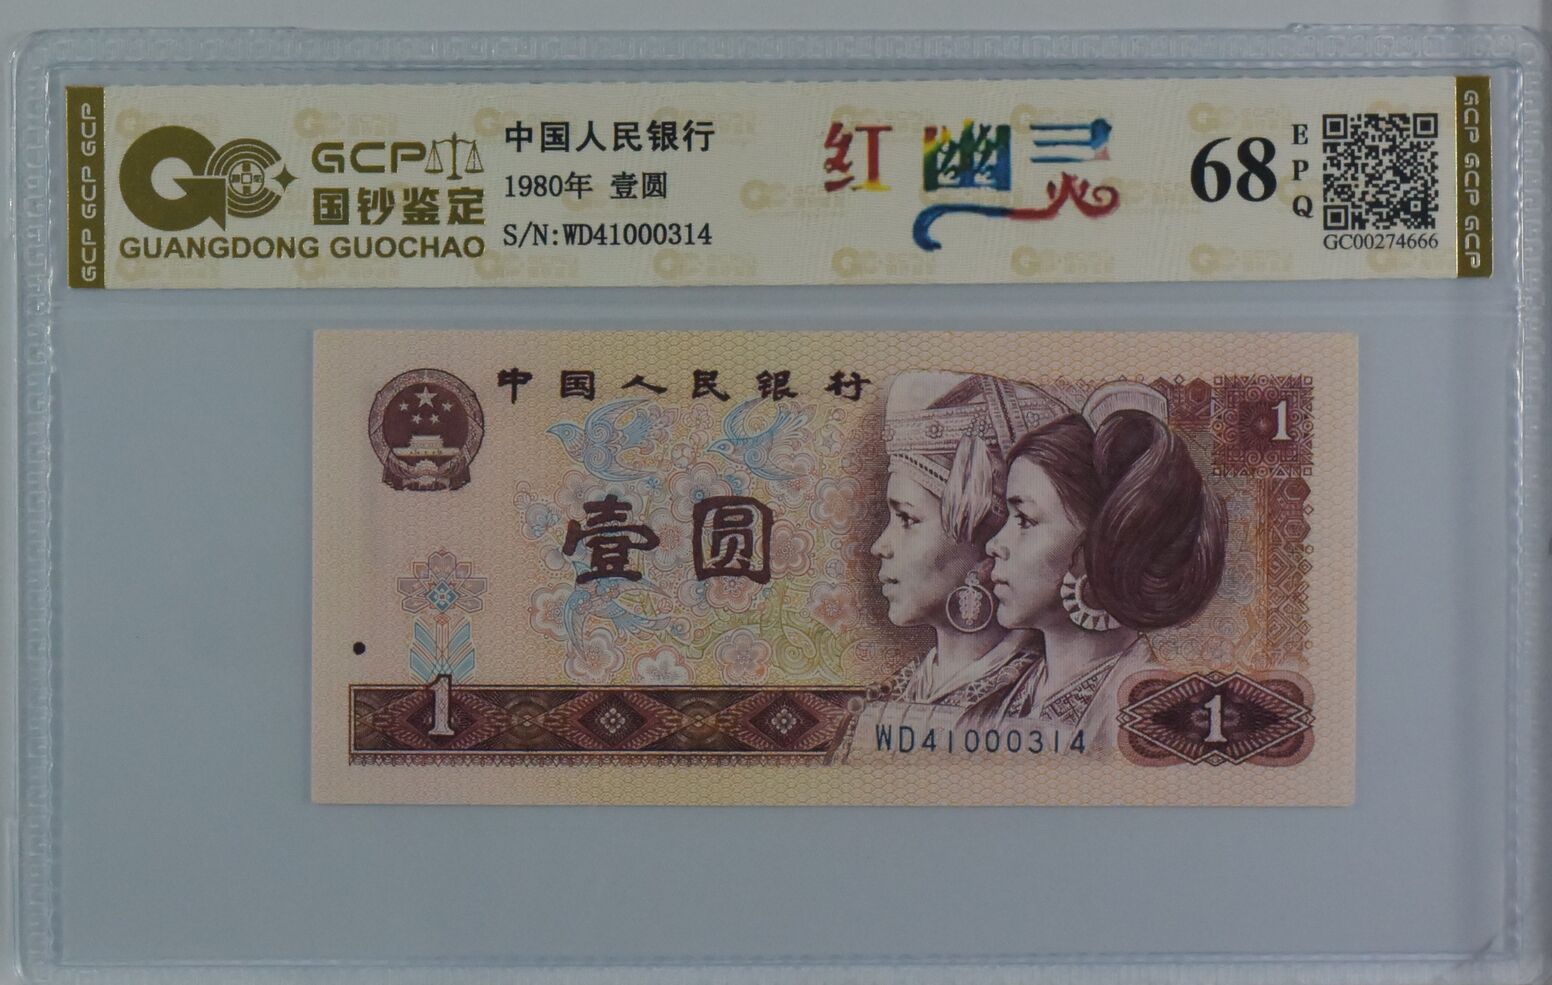 GCP GCP GCP
GCP
国钞鉴定
GUANGDONG GUOCHAO
中国人民银行
1980年 壹圆
S/N:WD41000314
红幽灵
68
EPQ
GC00274666
GCP GCP GCP
中国人民银行
1
壹圆
1
WD41000314
1